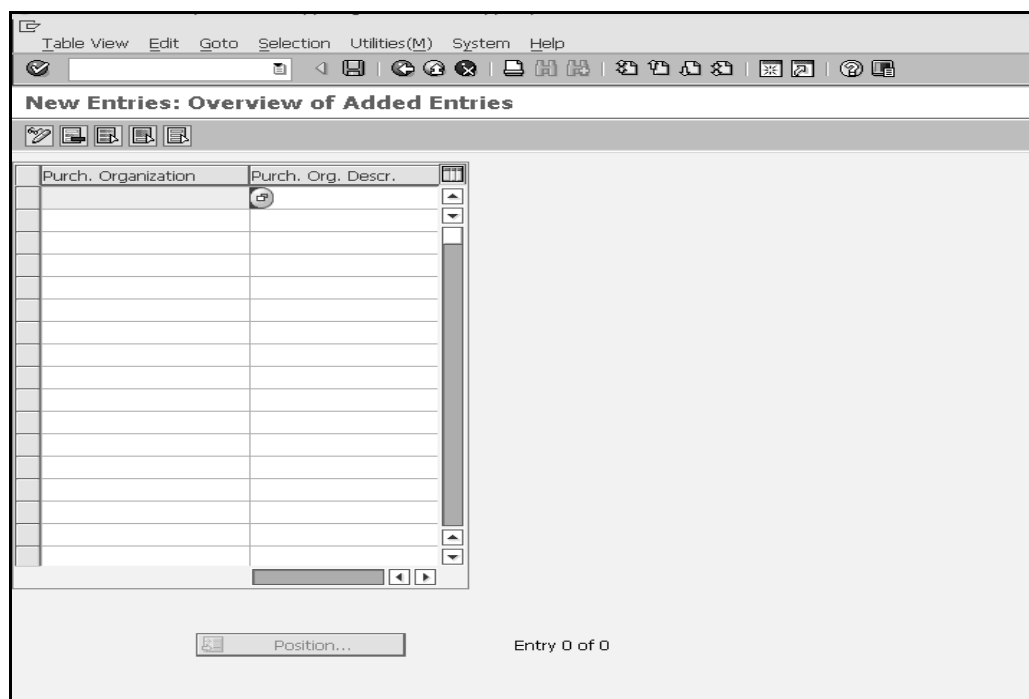 Table View Edit Goto Selection Utilities(M) System Help
New Entries: Overview of Added Entries
Purch. Organization Purch. Org. Descr.
Position... Entry 0 of 0